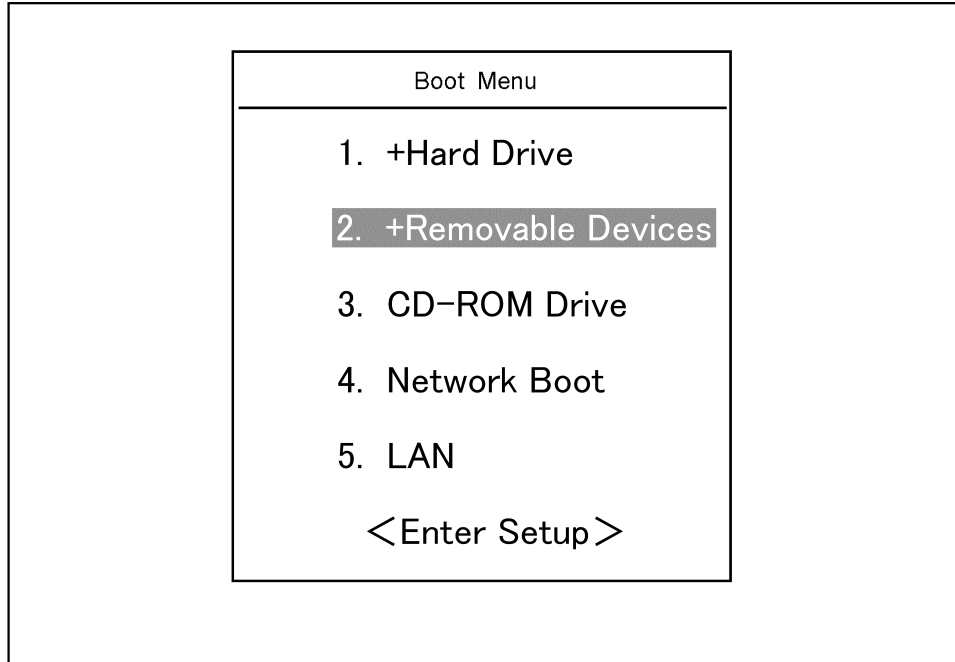 Boot Menu
1. +Hard Drive
2. +Removable Devices
3. CD-ROM Drive
4. Network Boot
5. LAN
<Enter Setup>